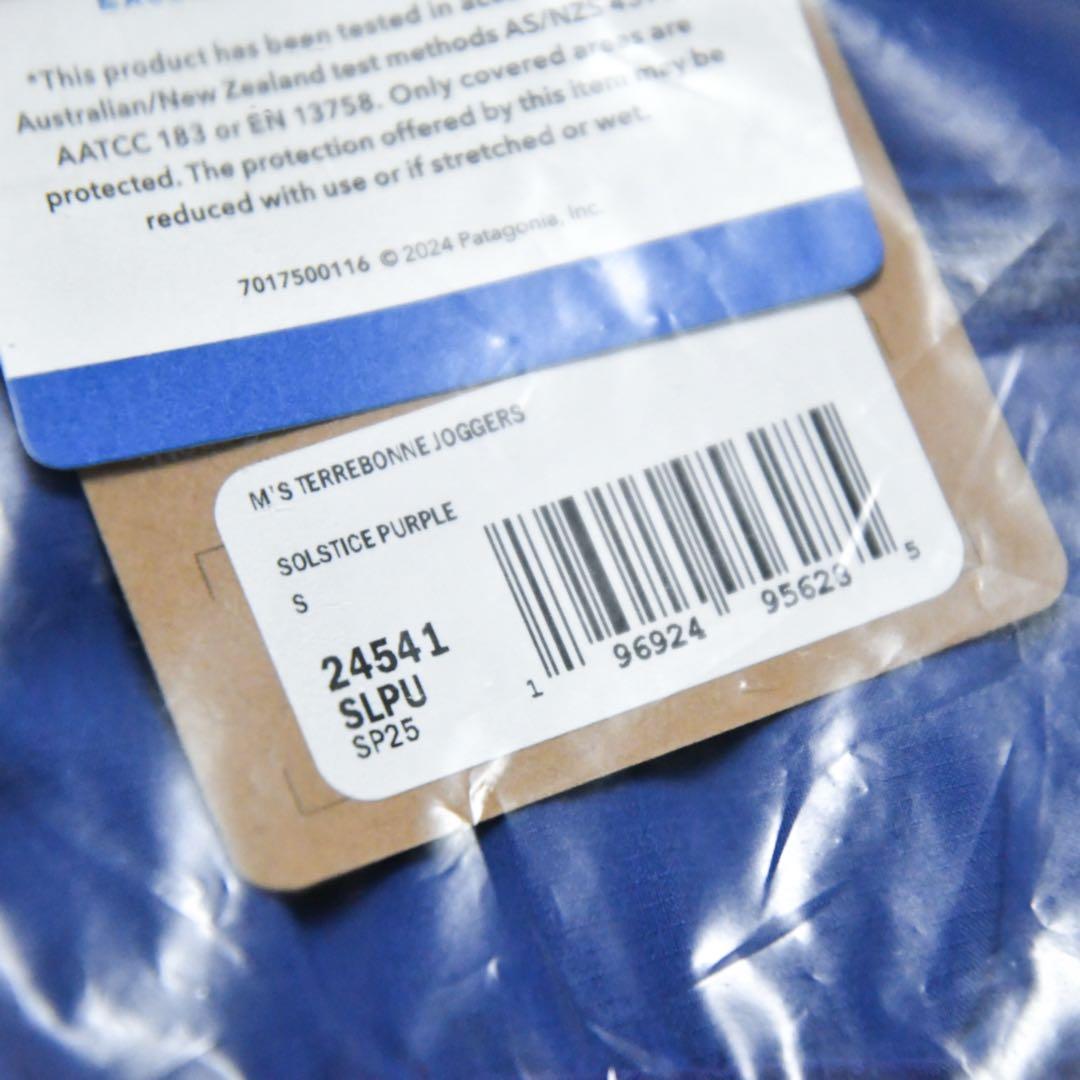 *This product has been tested in
Australian/New Zealand test methods AS/NZS
AATCC 183 or EN 13758. Only covered areas are
protected. The protection offered by this item may be
reduced with use or if stretched or wet.
7017500116 © 2024 Patagonia, Inc.
M'S TERREBONNE JOGGERS
SOLSTICE PURPLE
S
24541
SLPU
SP25
1 96924 95623 5